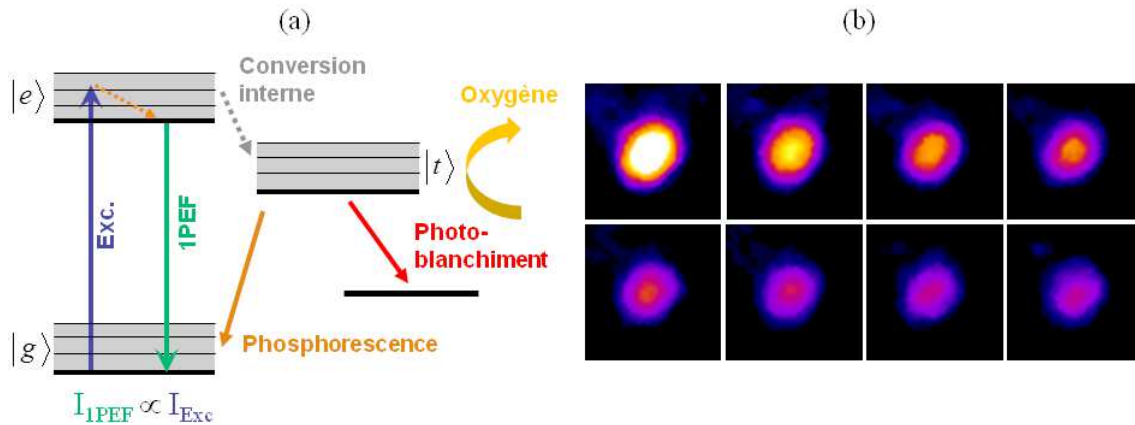 (a)
(b)
|e⟩
Conversion
interne
Oxygène
|t⟩
Exc.
1PEF
Photo-
blanchiment
|g⟩
Phosphorescence
I1PEF ∝ IExc